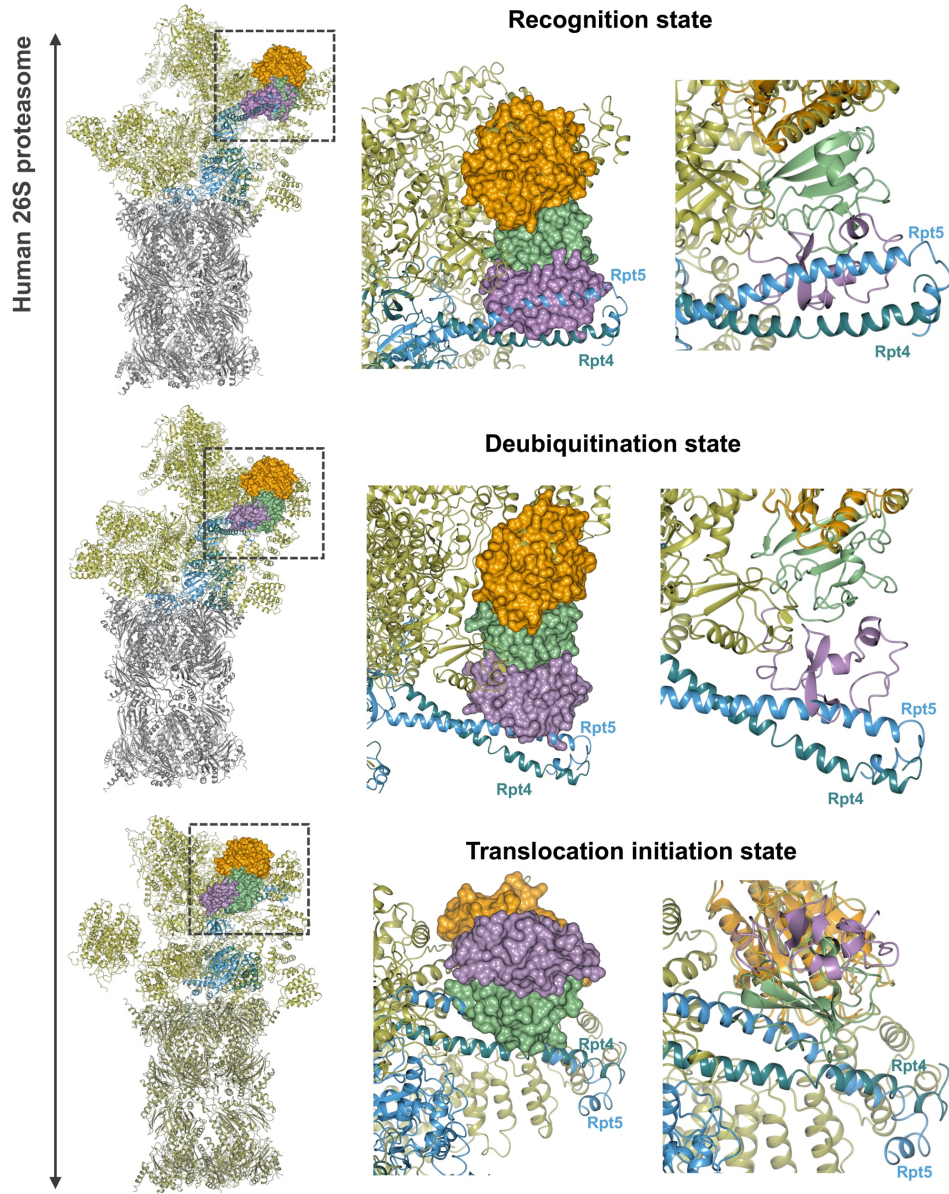 Human 26S proteasome
Recognition state
Rpt5
Rpt4
Rpt5
Rpt4
Deubiquitination state
Rpt5
Rpt4
Rpt5
Rpt4
Translocation initiation state
Rpt4
Rpt5
Rpt4
Rpt5